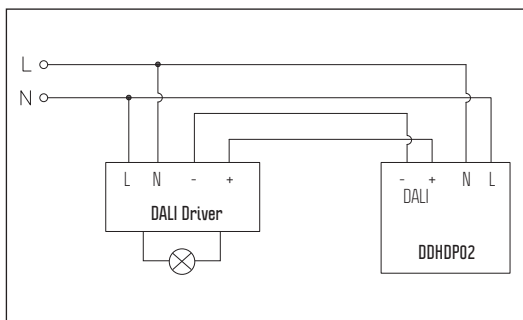 L
N
L N - +
DALI Driver
- + N L
DALI
DDHDP02